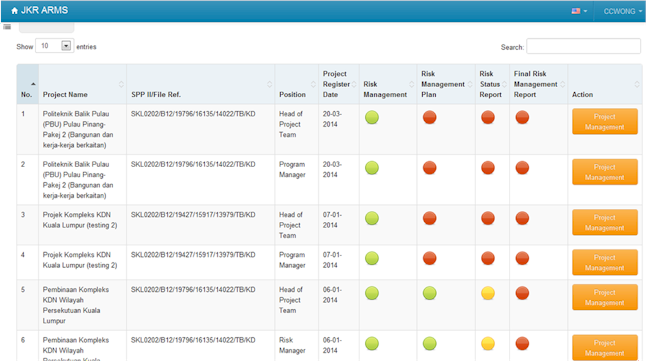 JKR ARMS
CCWONG
Show 10 entries
Search:
No. Project Name SPP II/File Ref. Position Project Register Date Risk Management Risk Management Plan Risk Status Report Final Risk Management Report Action
1 Politeknik Balik Pulau (PBU) Pulau Pinang- Pakej 2 (Bangunan dan kerja-kerja berkaitan) SKL0202/B12/19796/16135/14022/TB/KD Head of Project Team 20-03-2014 Project Management
2 Politeknik Balik Pulau (PBU) Pulau Pinang- Pakej 2 (Bangunan dan kerja-kerja berkaitan) SKL0202/B12/19796/16135/14022/TB/KD Program Manager 20-03-2014 Project Management
3 Projek Kompleks KDN Kuala Lumpur (testing 2) SKL0202/B12/19427/15917/13979/TB/KD Head of Project Team 07-01-2014 Project Management
4 Projek Kompleks KDN Kuala Lumpur (testing 2) SKL0202/B12/19427/15917/13979/TB/KD Program Manager 07-01-2014 Project Management
5 Pembinaan Kompleks KDN Wilayah Persekutuan Kuala Lumpur SKL0202/B12/19796/16135/14022/TB/KD Head of Project Team 06-01-2014 Project Management
6 Pembinaan Kompleks KDN Wilayah Persekutuan Kuala SKL0202/B12/19796/16135/14022/TB/KD Risk Manager 06-01-2014 Project Management